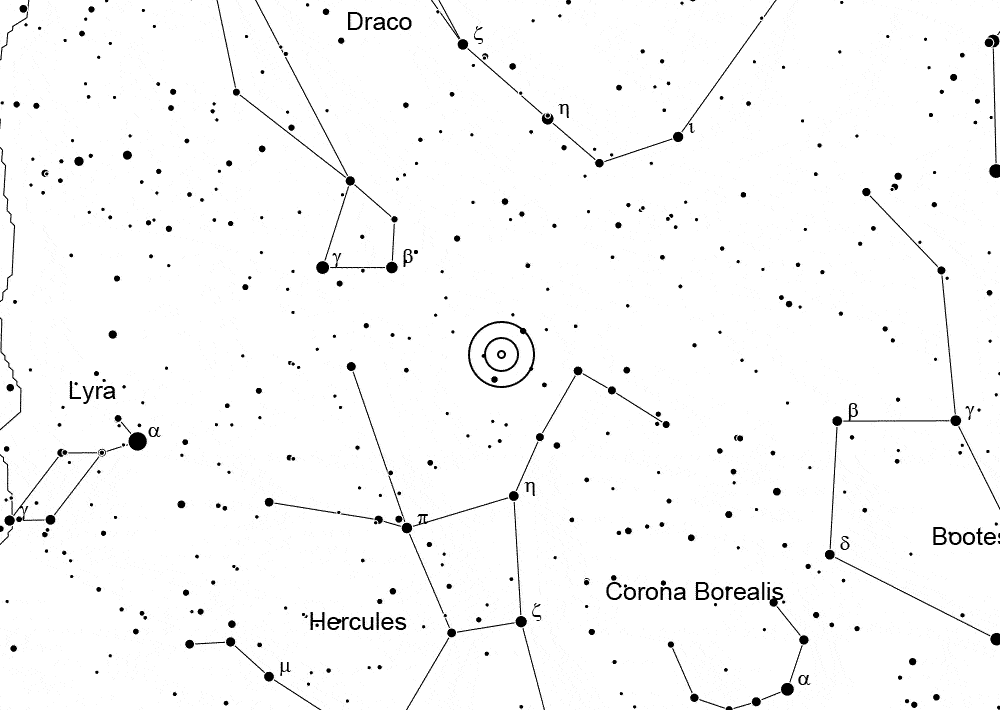 Draco
ζ
η
ι
γ
β
Lyra
α
β
γ
γ
η
π
Bootes
δ
Corona Borealis
Hercules
ζ
μ
α